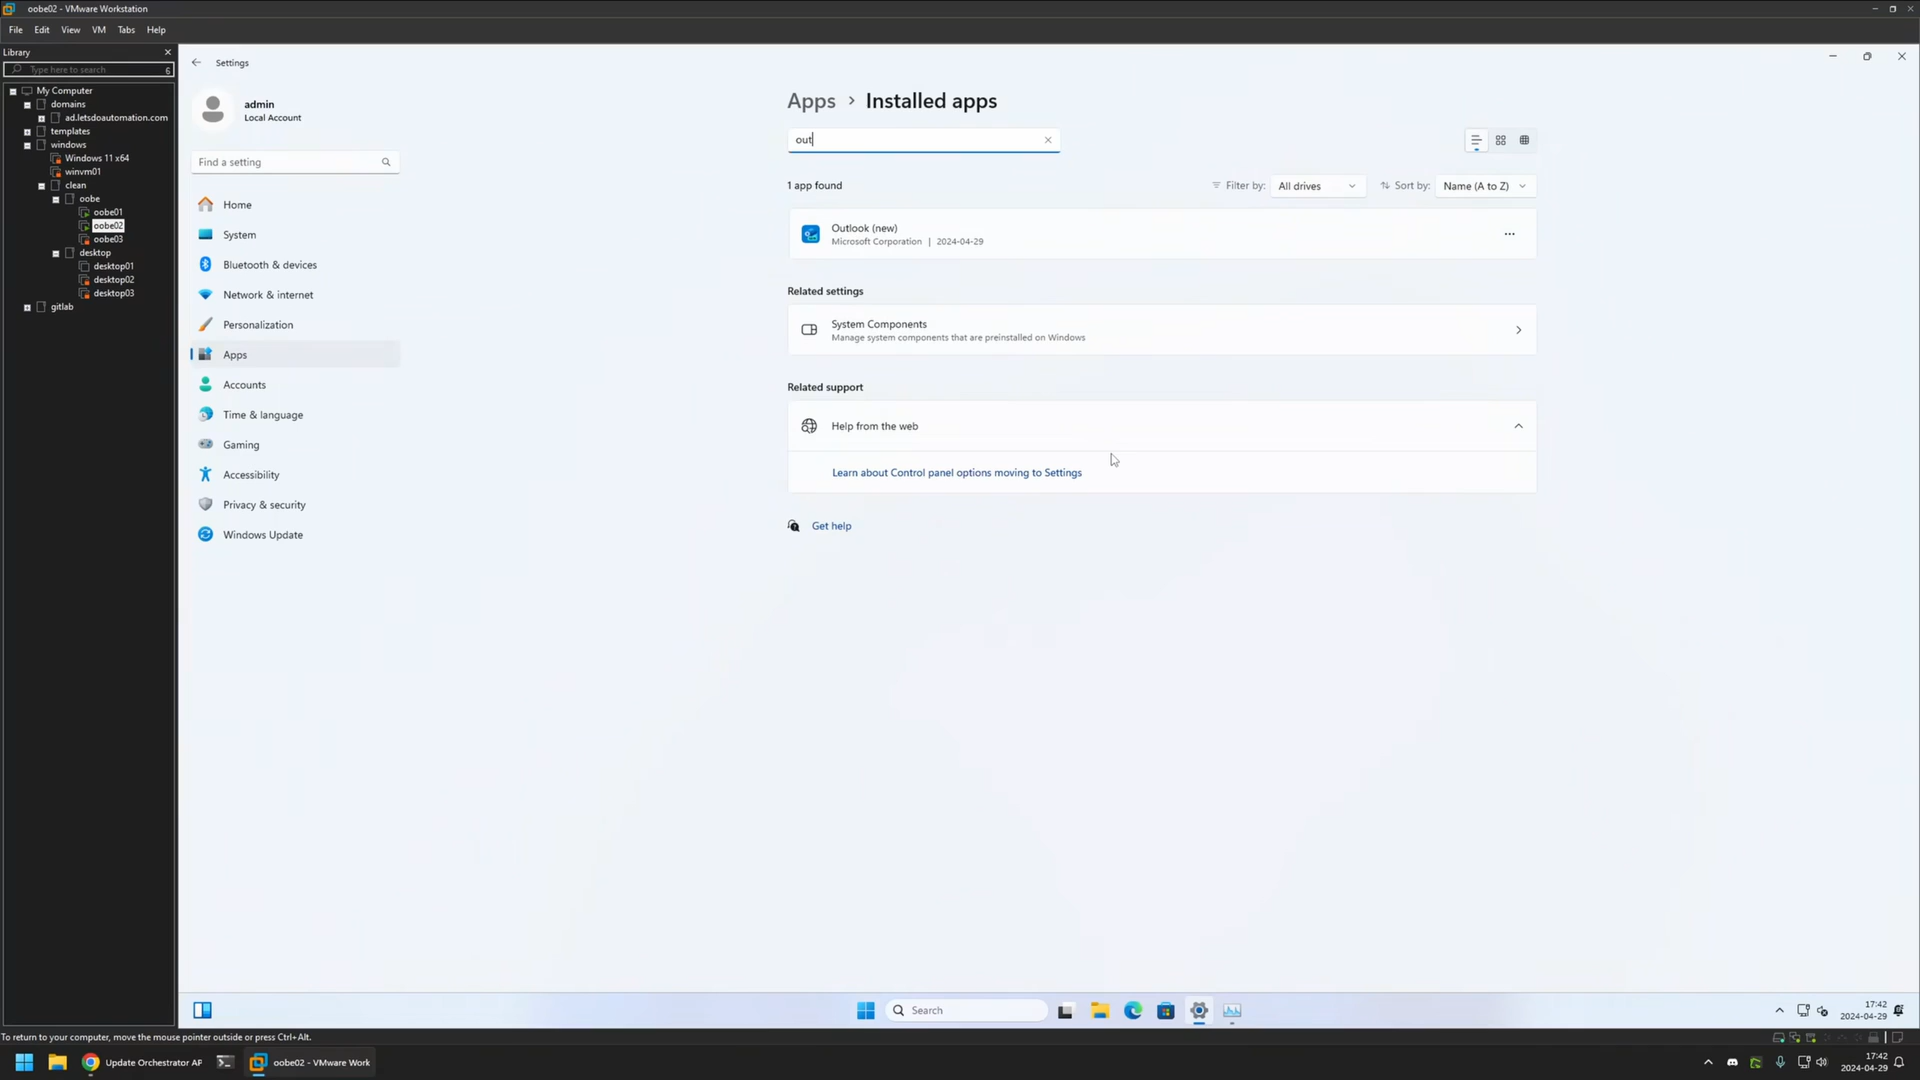 oobe02 - VMware Workstation
File Edit View VM Tabs Help
Library
Type here to search
My Computer
domains
ad.letsdoautomation.com
templates
windows
Windows 11 x64
winvm01
clean
oobe
oobe01
oobe02
oobe03
desktop
desktop01
desktop02
desktop03
gitlab
Settings
admin
Local Account
Find a setting
Home
System
Bluetooth & devices
Network & internet
Personalization
Apps
Accounts
Time & language
Gaming
Accessibility
Privacy & security
Windows Update
Apps > Installed apps
out
1 app found
Filter by: All drives
Sort by: Name (A to Z)
Outlook (new)
Microsoft Corporation | 2024-04-29
Related settings
System Components
Manage system components that are preinstalled on Windows
Related support
Help from the web
Learn about Control panel options moving to Settings
Get help
Search
17:42
2024-04-29
To return to your computer, move the mouse pointer outside or press Ctrl+Alt.
Update Orchestrator AP
oobe02 - VMware Work
17:42
2024-04-29